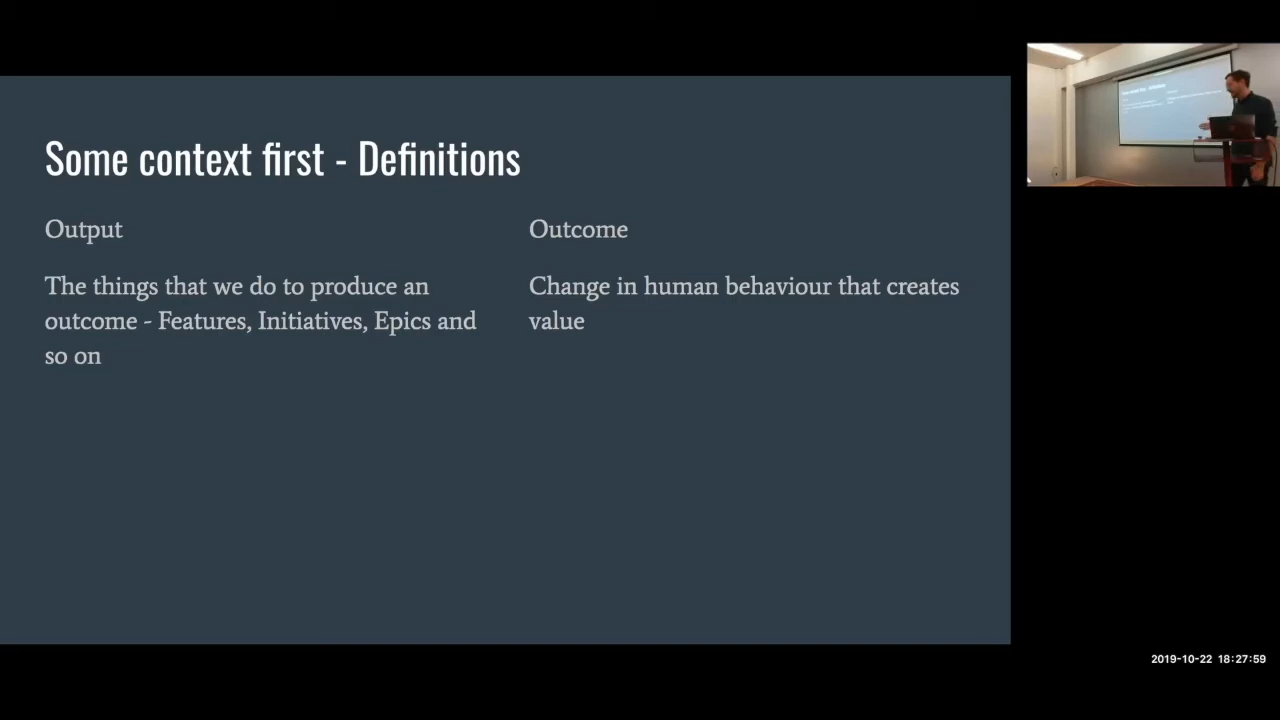 Some context first - Definitions
Output
The things that we do to produce an
outcome - Features, Initiatives, Epics and
so on
Outcome
Change in human behaviour that creates
value
2019-10-22 18:27:59